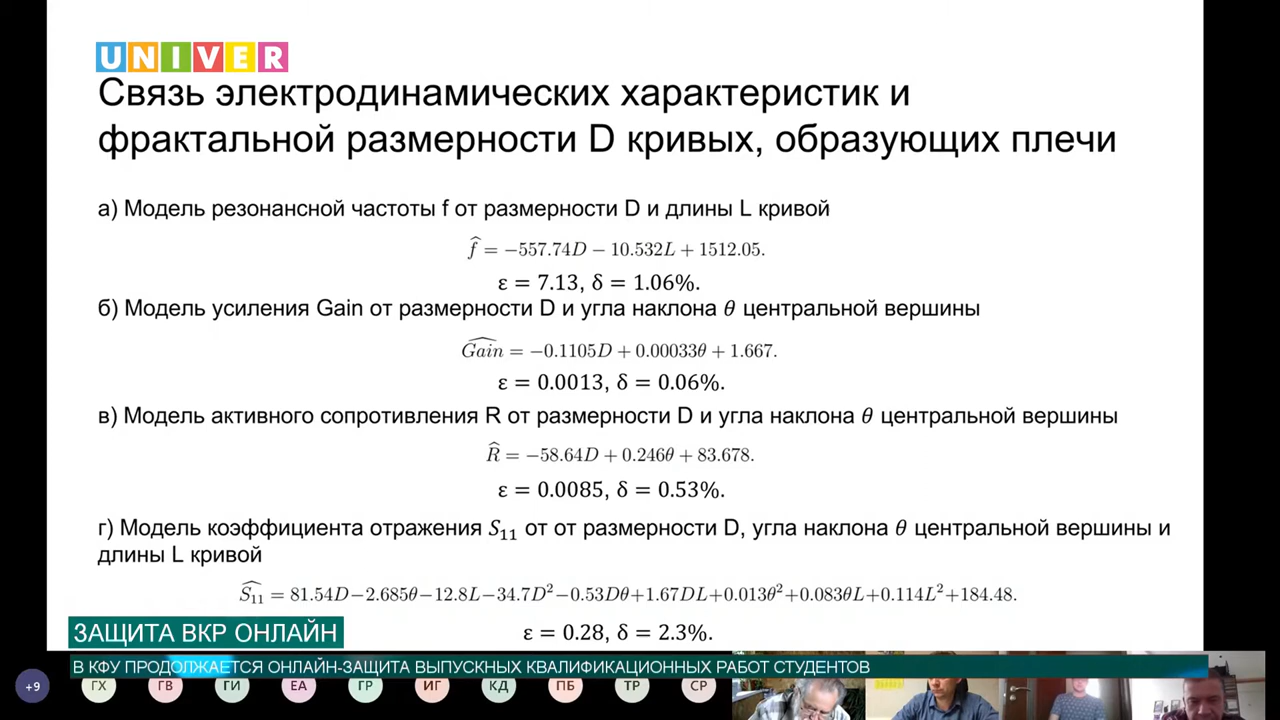 UNIVER
Связь электродинамических характеристик и
фрактальной размерности D кривых, образующих плечи
а) Модель резонансной частоты f от размерности D и длины L кривой
f̂ = −557.74D − 10.532L + 1512.05.
ε = 7.13, δ = 1.06%.
б) Модель усиления Gain от размерности D и угла наклона θ центральной вершины
Gain̂ = −0.1105D + 0.00033θ + 1.667.
ε = 0.0013, δ = 0.06%.
в) Модель активного сопротивления R от размерности D и угла наклона θ центральной вершины
R̂ = −58.64D + 0.246θ + 83.678.
ε = 0.0085, δ = 0.53%.
г) Модель коэффициента отражения S₁₁ от от размерности D, угла наклона θ центральной вершины и
длины L кривой
Ŝ₁₁ = 81.54D−2.685θ−12.8L−34.7D²−0.53Dθ+1.67DL+0.013θ²+0.083θL+0.114L²+184.48.
ε = 0.28, δ = 2.3%.
ЗАЩИТА ВКР ОНЛАЙН
В КФУ ПРОДОЛЖАЕТСЯ ОНЛАЙН-ЗАЩИТА ВЫПУСКНЫХ КВАЛИФИКАЦИОННЫХ РАБОТ СТУДЕНТОВ
+9 ГХ ГВ ГИ ЕА ГР ИГ КД ПБ ТР СР